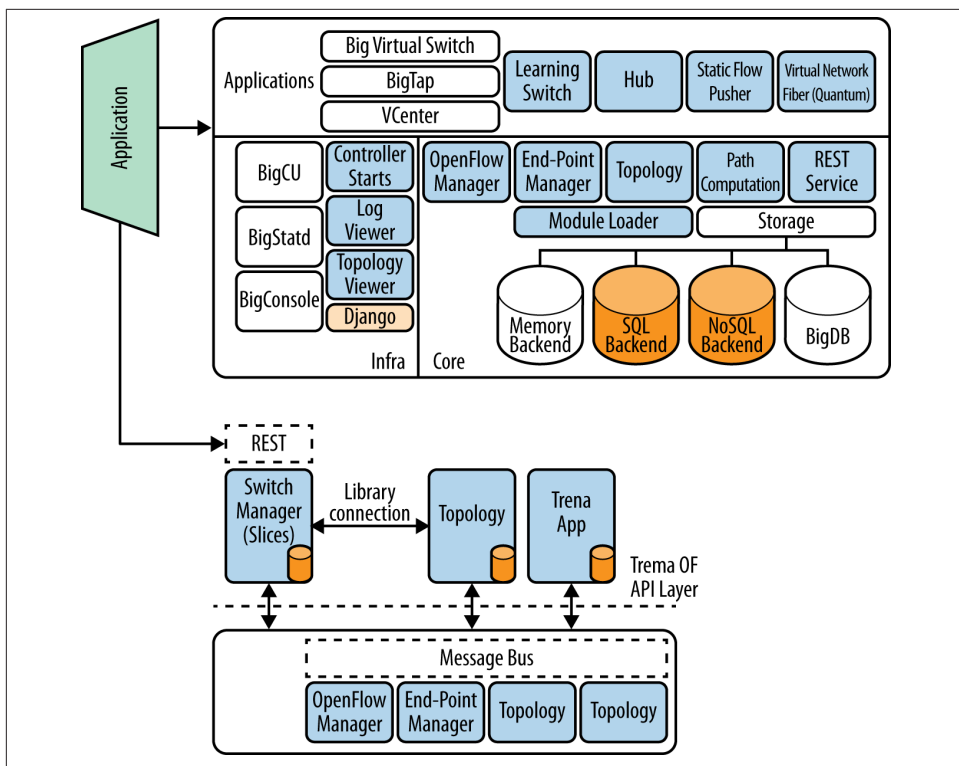 Application
Applications
Big Virtual Switch
BigTap
VCenter
Learning
Switch
Hub
Static Flow
Pusher
Virtual Network
Fiber (Quantum)
BigCU
BigStatd
BigConsole
Controller
Starts
Log
Viewer
Topology
Viewer
Django
Infra
Core
OpenFlow
Manager
End-Point
Manager
Topology
Path
Computation
REST
Service
Module Loader
Storage
Memory
Backend
SQL
Backend
NoSQL
Backend
BigDB
REST
Switch
Manager
(Slices)
Library
connection
Topology
Trena
App
Trema OF
API Layer
Message Bus
OpenFlow
Manager
End-Point
Manager
Topology
Topology